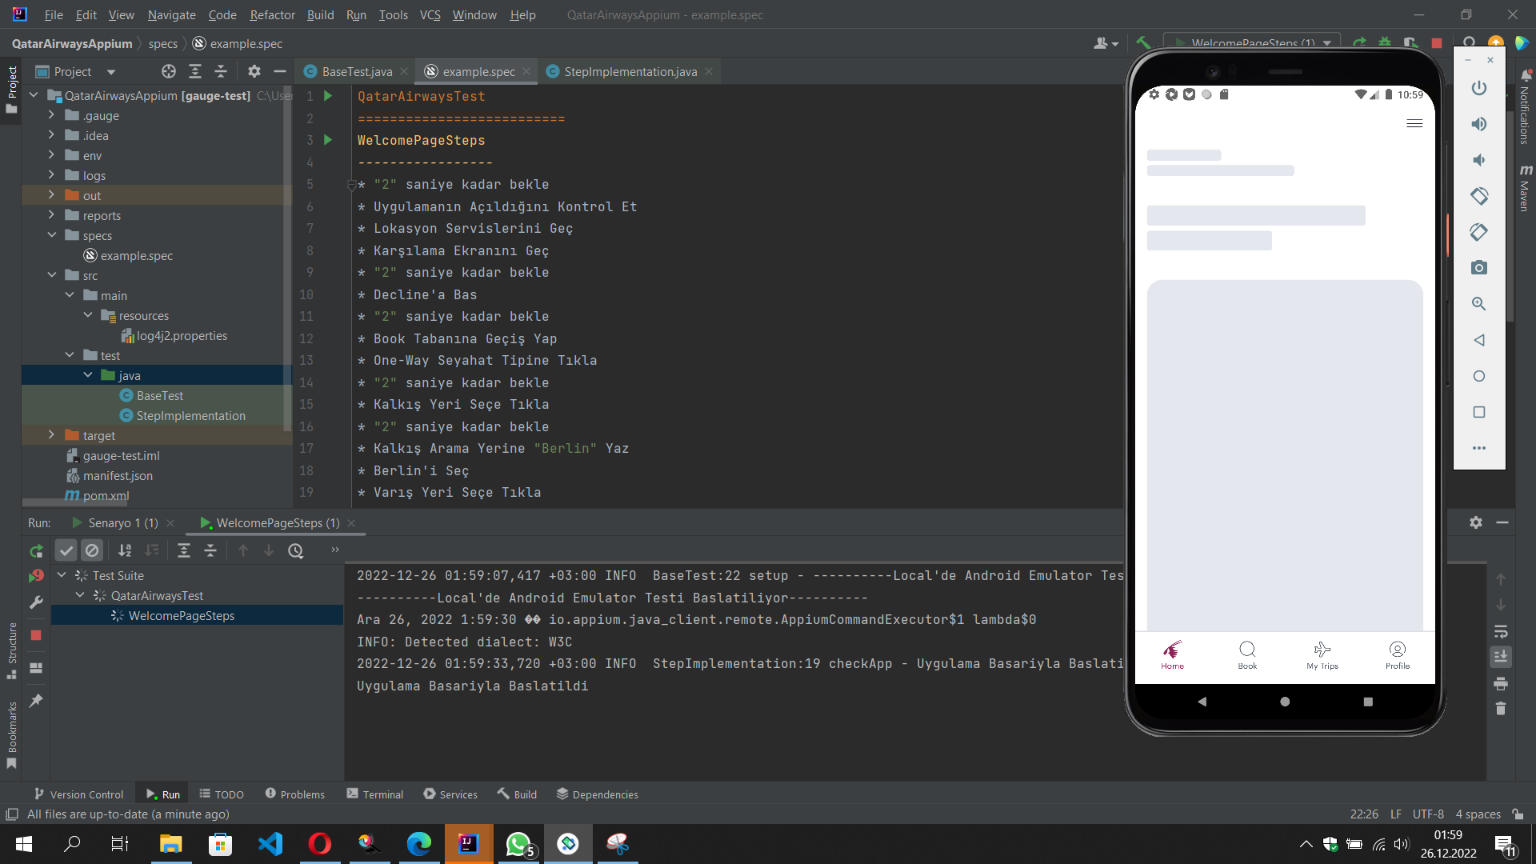 File Edit View Navigate Code Refactor Build Run Tools VCS Window Help QatarAirwaysAppium - example.spec
QatarAirwaysAppium specs example.spec
WelcomePageSteps (1)
Project
BaseTest.java
example.spec
StepImplementation.java
Project
QatarAirwaysAppium [gauge-test] C:\User
.gauge
.idea
env
logs
out
reports
specs
example.spec
src
main
resources
log4j2.properties
test
java
BaseTest
StepImplementation
target
gauge-test.iml
manifest.json
pom.xml
1 QatarAirwaysTest
2 ==========================
3 WelcomePageSteps
4 -----------------
5 * "2" saniye kadar bekle
6 * Uygulamanın Açıldığını Kontrol Et
7 * Lokasyon Servislerini Geç
8 * Karşılama Ekranını Geç
9 * "2" saniye kadar bekle
10 * Decline'a Bas
11 * "2" saniye kadar bekle
12 * Book Tabanına Geçiş Yap
13 * One-Way Seyahat Tipine Tıkla
14 * "2" saniye kadar bekle
15 * Kalkış Yeri Seçe Tıkla
16 * "2" saniye kadar bekle
17 * Kalkış Arama Yerine "Berlin" Yaz
18 * Berlin'i Seç
19 * Varış Yeri Seçe Tıkla
10:59
Home
Book
My Trips
Profile
Notifications
Maven
Run: Senaryo 1 (1) WelcomePageSteps (1)
Test Suite
QatarAirwaysTest
WelcomePageSteps
2022-12-26 01:59:07,417 +03:00 INFO  BaseTest:22 setup - ----------Local'de Android Emulator Tes
----------Local'de Android Emulator Testi Baslatiliyor----------
Ara 26, 2022 1:59:30 �� io.appium.java_client.remote.AppiumCommandExecutor$1 lambda$0
INFO: Detected dialect: W3C
2022-12-26 01:59:33,720 +03:00 INFO  StepImplementation:19 checkApp - Uygulama Basariyla Baslati
Uygulama Basariyla Baslatildi
Structure
Bookmarks
Version Control Run TODO Problems Terminal Services Build Dependencies
All files are up-to-date (a minute ago)
22:26 LF UTF-8 4 spaces
5
01:59
26.12.2022
11